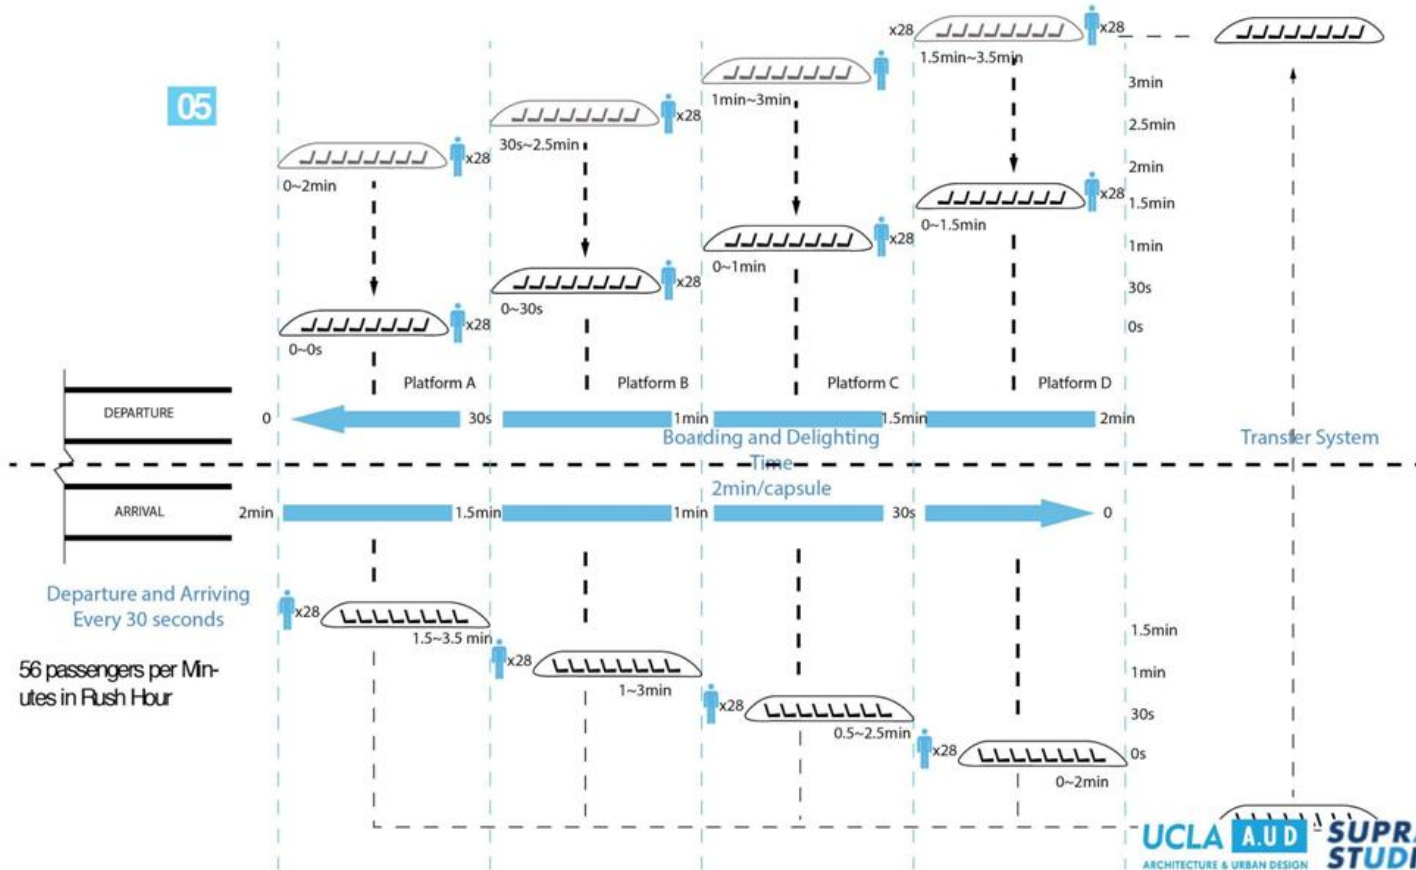 x28
x28
1.5min~3.5min
05
1min~3min
3min
x28
30s~2.5min
2.5min
x28
0~2min
2min
x28
0~1.5min
1.5min
x28
0~1min
1min
x28
0~30s
30s
x28
0~0s
0s
Platform A
Platform B
Platform C
Platform D
DEPARTURE
0
30s
1min
1.5min
2min
Boarding and Delighting
Time
2min/capsule
Transfer System
ARRIVAL
2min
1.5min
1min
30s
0
Departure and Arriving
Every 30 seconds
x28
1.5~3.5 min
1.5min
56 passengers per Min-
utes in Rush Hour
x28
1~3min
1min
x28
0.5~2.5min
30s
x28
0~2min
0s
UCLA A.U D
ARCHITECTURE & URBAN DESIGN